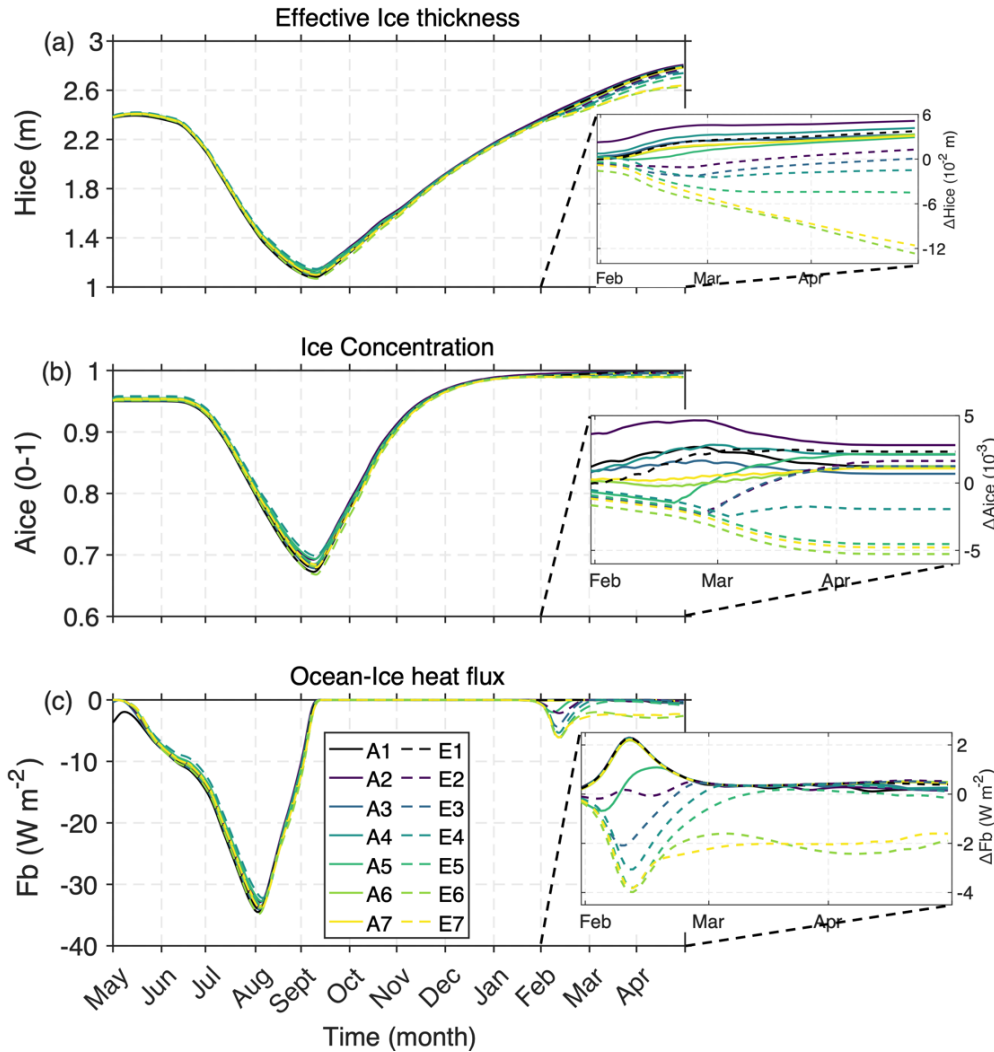 Effective Ice thickness
(a)
3
2.6
2.2
1.8
1.4
1
Hice (m)
6
0
-6
-12
ΔHice (10-2 m)
Feb Mar Apr
Ice Concentration
(b)
1
0.9
0.8
0.7
0.6
Aice (0-1)
5
0
-5
ΔAice (10-3)
Feb Mar Apr
Ocean-Ice heat flux
(c)
0
-10
-20
-30
-40
Fb (W m-2)
A1 E1
A2 E2
A3 E3
A4 E4
A5 E5
A6 E6
A7 E7
2
0
-2
-4
ΔFb (W m-2)
Feb Mar Apr
May Jun Jul Aug Sept Oct Nov Dec Jan Feb Mar Apr
Time (month)